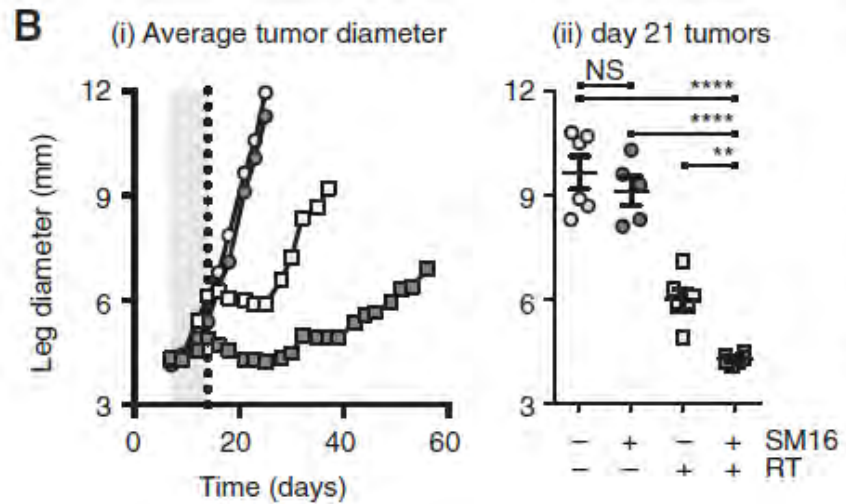 B
(i) Average tumor diameter
(ii) day 21 tumors
Leg diameter (mm)
12
9
6
3
0 20 40 60
Time (days)
NS
****
****
**
12
9
6
3
− + − + SM16
− − + + RT